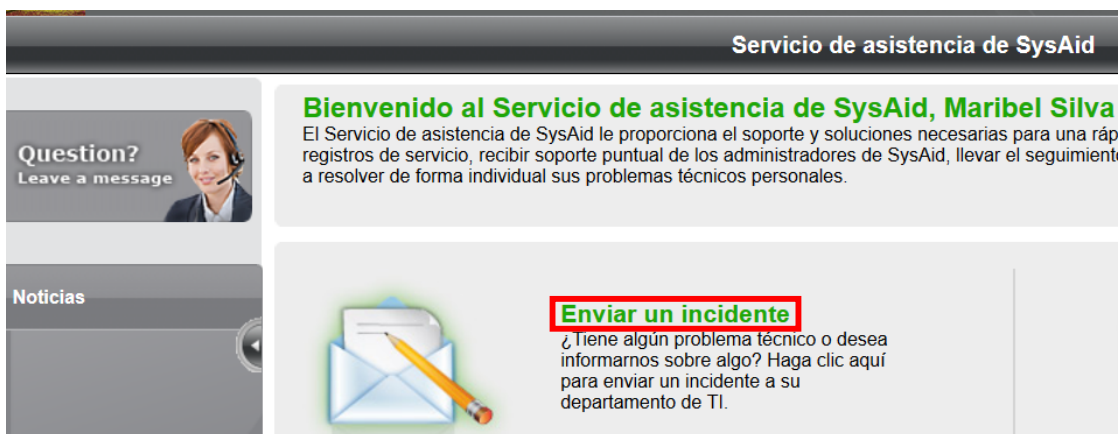 Servicio de asistencia de SysAid
Question?
Leave a message
Noticias
Bienvenido al Servicio de asistencia de SysAid, Maribel Silva
El Servicio de asistencia de SysAid le proporciona el soporte y soluciones necesarias para una
registros de servicio, recibir soporte puntual de los administradores de SysAid, llevar el
a resolver de forma individual sus problemas técnicos personales.
Enviar un incidente
¿Tiene algún problema técnico o desea
informarnos sobre algo? Haga clic aquí
para enviar un incidente a su
departamento de TI.